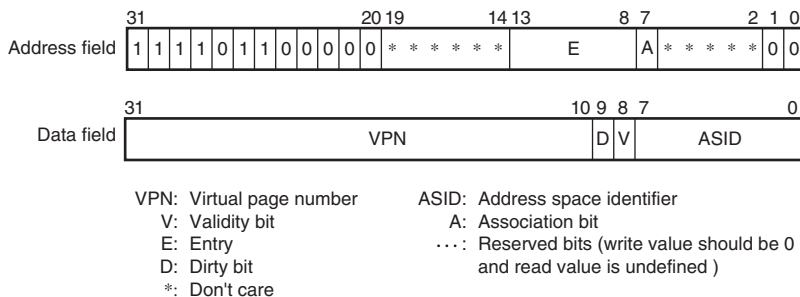 31 20 19 14 13 8 7 2 1 0
Address field 1 1 1 1 0 1 1 0 0 0 0 0 * * * * * * E A * * * * * 0 0
31 10 9 8 7 0
Data field VPN D V ASID
VPN: Virtual page number
V: Validity bit
E: Entry
D: Dirty bit
*: Don't care
ASID: Address space identifier
A: Association bit
...: Reserved bits (write value should be 0
and read value is undefined )